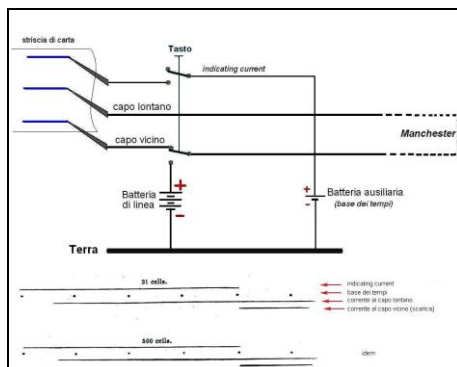 striscia di carta
Tasto
indicating current
capo lontano
Manchester
capo vicino
+
Batteria
di linea
-
+
-
Batteria ausiliaria
(base dei tempi)
Terra
31 cells.
indicating current
base dei tempi
corrente al capo lontano
corrente al capo vicino (scarica)
500 cells.
idem